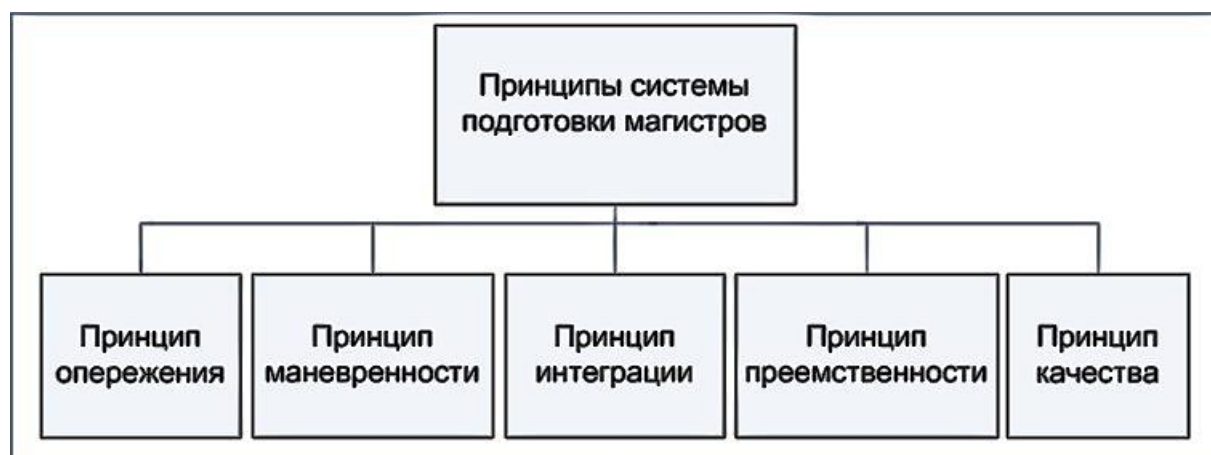 Принципы системы
подготовки магистров
Принцип
опережения
Принцип
маневренности
Принцип
интеграции
Принцип
преемственности
Принцип
качества